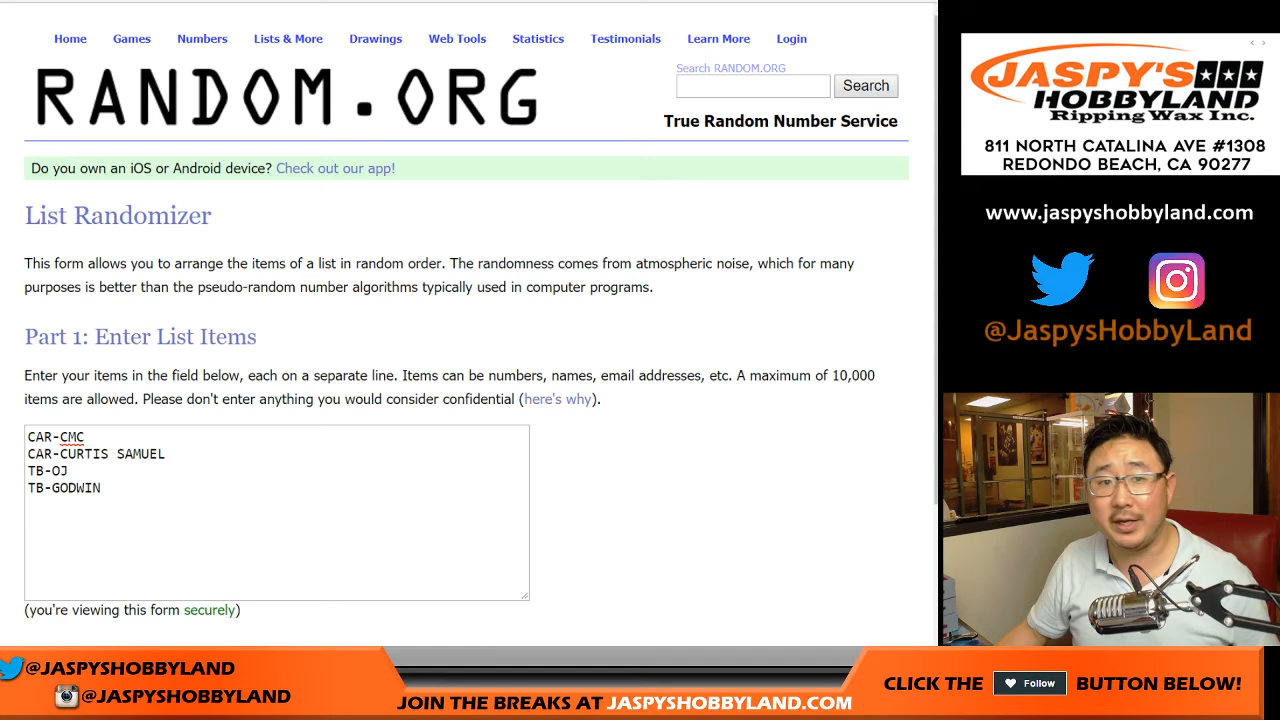 Home Games Numbers Lists & More Drawings Web Tools Statistics Testimonials Learn More Login
RANDOM.ORG
Search RANDOM.ORG
Search
True Random Number Service
Do you own an iOS or Android device? Check out our app!
List Randomizer
This form allows you to arrange the items of a list in random order. The randomness comes from atmospheric noise, which for many
purposes is better than the pseudo-random number algorithms typically used in computer programs.
Part 1: Enter List Items
Enter your items in the field below, each on a separate line. Items can be numbers, names, email addresses, etc. A maximum of 10,000
items are allowed. Please don't enter anything you would consider confidential (here's why).
CAR-CMC
CAR-CURTIS SAMUEL
TB-OJ
TB-GODWIN
(you're viewing this form securely)
JASPY'S
HOBBYLAND
Ripping Wax Inc.
811 NORTH CATALINA AVE #1308
REDONDO BEACH, CA 90277
www.jaspyshobbyland.com
@JaspysHobbyLand
@JASPYSHOBBYLAND
@JASPYSHOBBYLAND
JOIN THE BREAKS AT JASPYSHOBBYLAND.COM
CLICK THE Follow BUTTON BELOW!